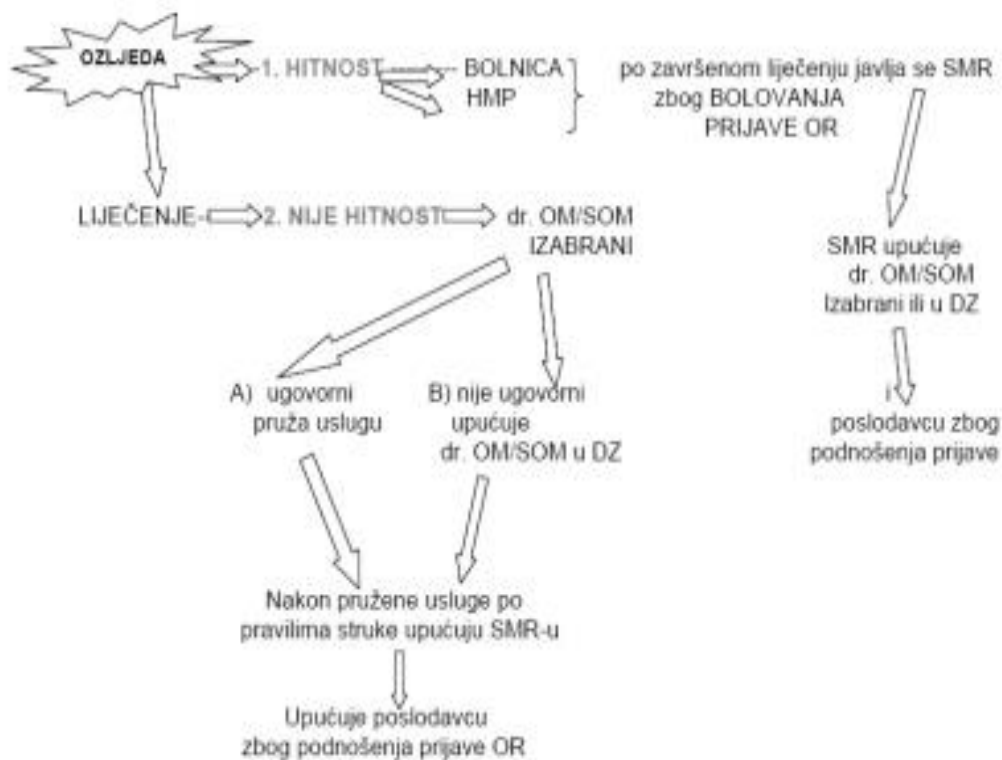 OZLJEDA
1. HITNOST
BOLNICA
HMP
po završenom liječenju javlja se SMR
zbog BOLOVANJA
PRIJAVE OR
LIJEČENJE
2. NIJE HITNOST
dr. OM/SOM
IZABRANI
SMR upućuje
dr. OM/SOM
Izabrani ili u DZ
A) ugovorni
pruža uslugu
B) nije ugovorni
upućuje
dr. OM/SOM u DZ
i
poslodavcu zbog
podnošenja prijave
Nakon pružene usluge po
pravilima struke upućuju SMR-u
Upućuje poslodavcu
zbog podnošenja prijave OR